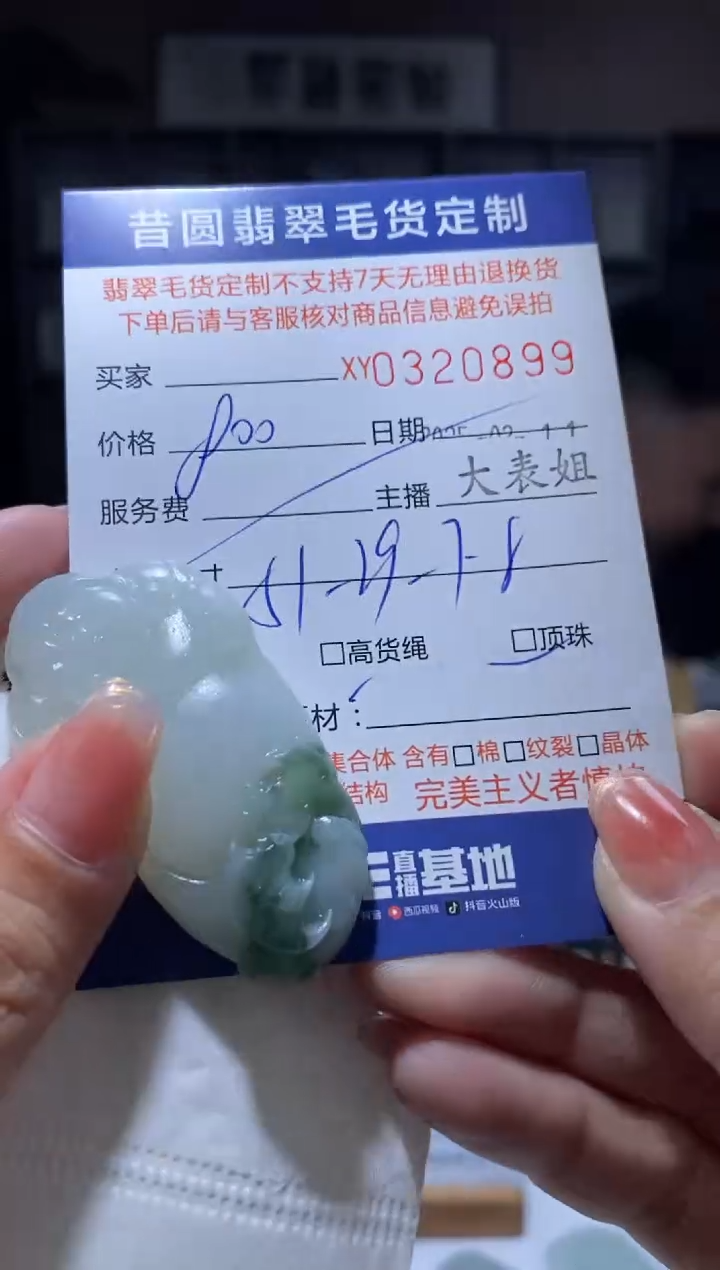 昔圆翡翠毛货定制
翡翠毛货定制不支持7天无理由退换货
下单后请与客服核对商品信息避免误拍
买家 XY0320899
价格 800 日期
服务费 主播 大表姐
51-29-7-8
□高货绳 □顶珠
材：
集合体 含有□棉□纹裂□晶体
结构 完美主义者慎拍
直播基地
西瓜视频 抖音火山版